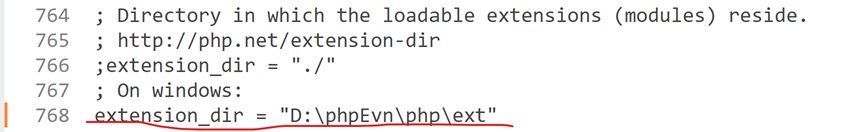 764 ; Directory in which the loadable extensions (modules) reside.
765 ; http://php.net/extension-dir
766 ;extension_dir = "./"
767 ; On windows:
768 extension_dir = "D:\phpEvn\php\ext"